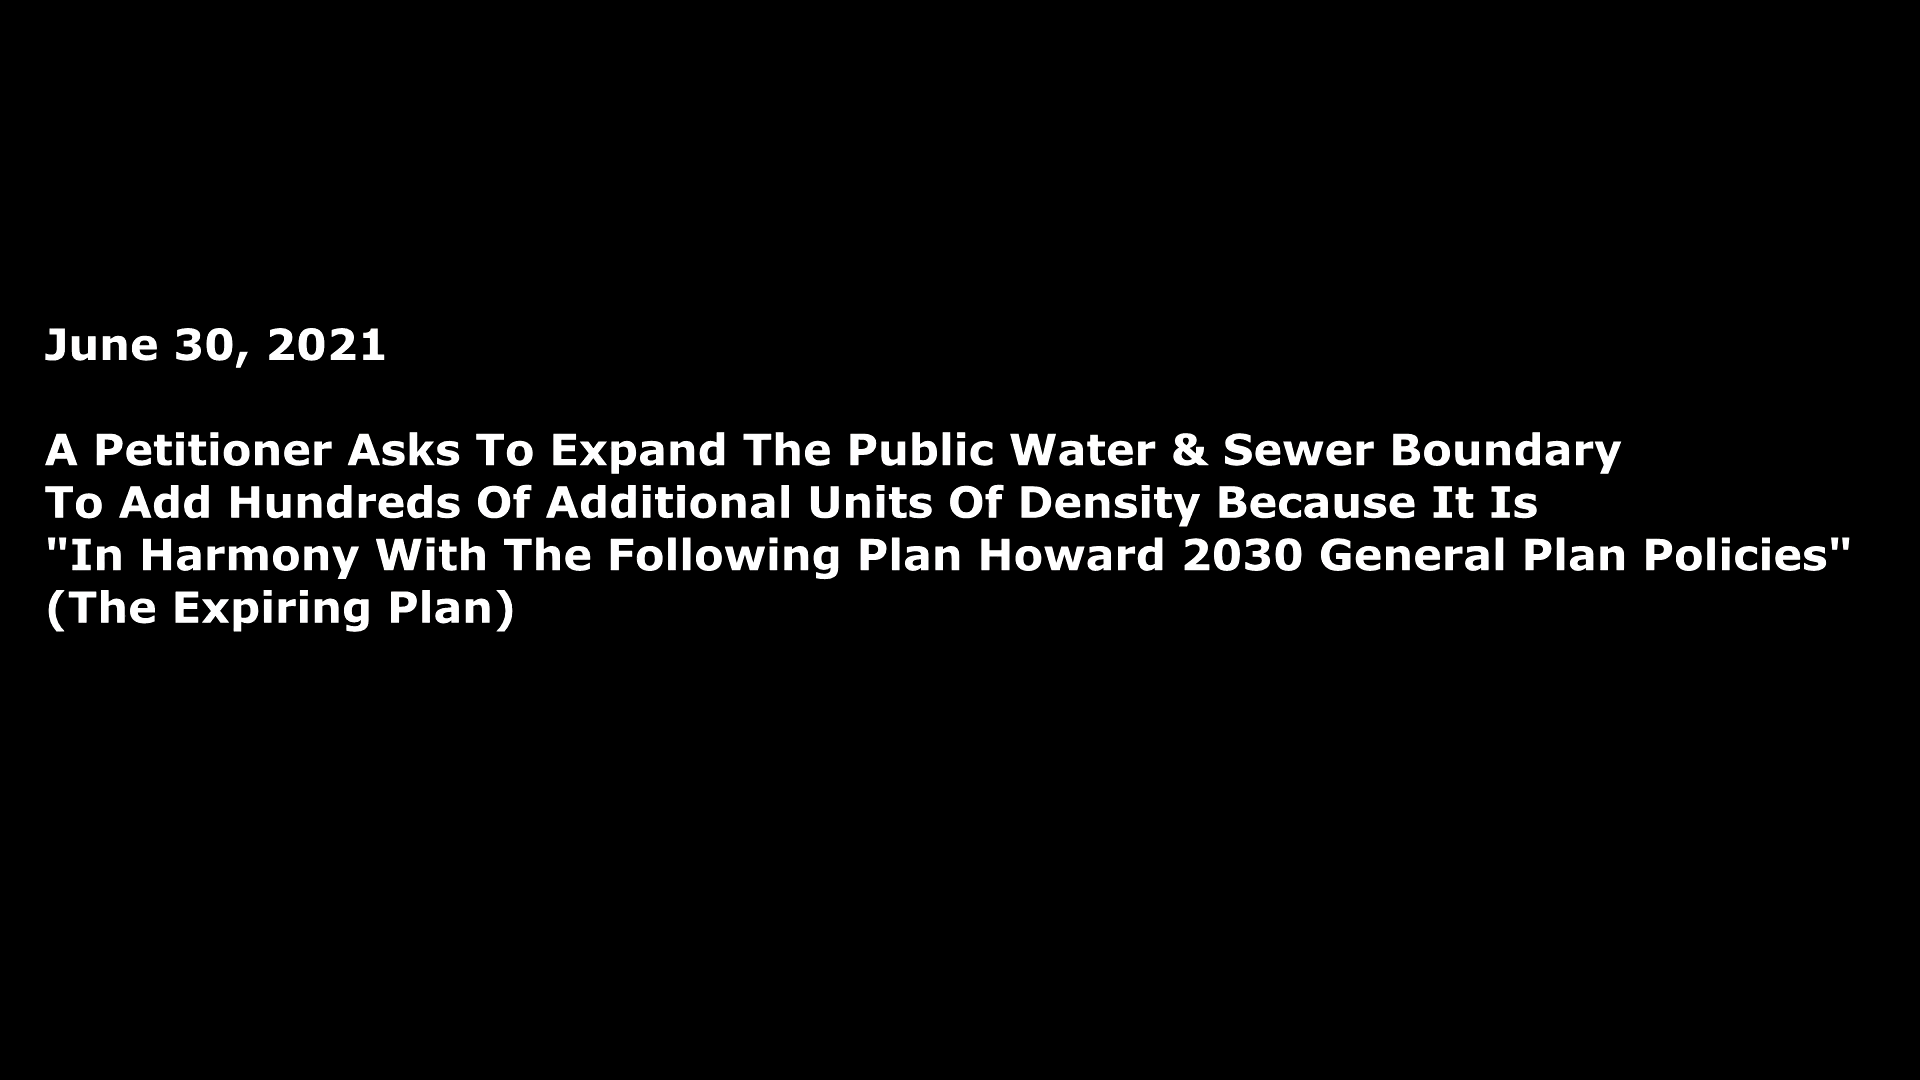 June 30, 2021
A Petitioner Asks To Expand The Public Water & Sewer Boundary
To Add Hundreds Of Additional Units Of Density Because It Is
"In Harmony With The Following Plan Howard 2030 General Plan Policies"
(The Expiring Plan)